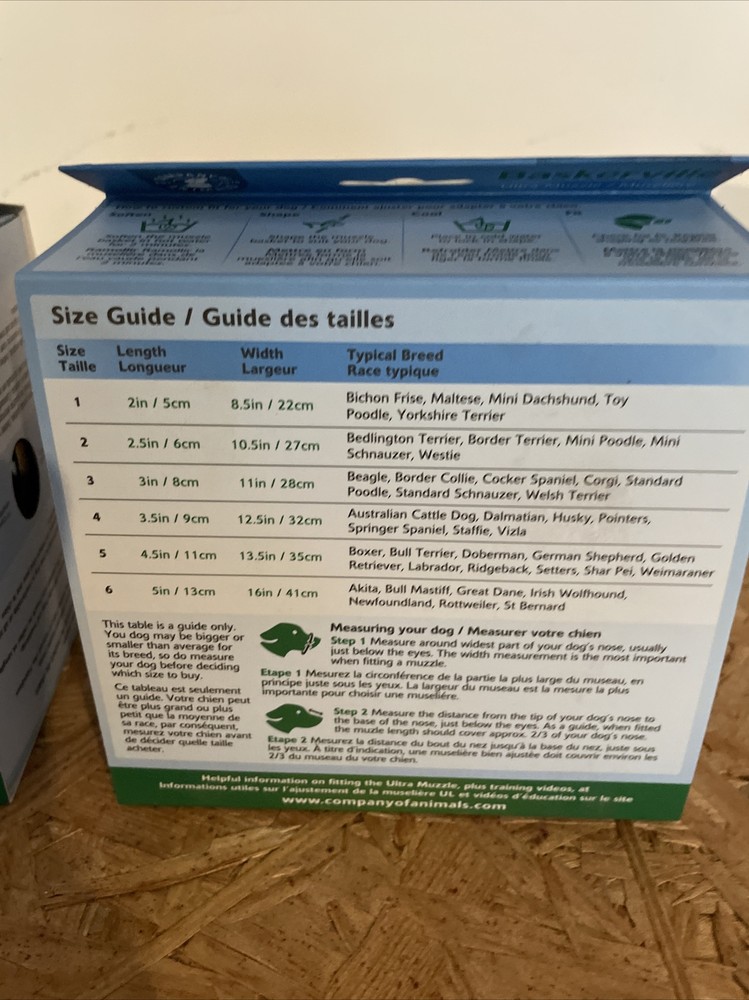 Baskerville
Soften
Shape
Cool
Fit
Size Guide / Guide des tailles
Size Length Width Typical Breed
Taille Longueur Largeur Race typique
1 2in / 5cm 8.5in / 22cm Bichon Frise, Maltese, Mini Dachshund, Toy
Poodle, Yorkshire Terrier
2 2.5in / 6cm 10.5in / 27cm Bedlington Terrier, Border Terrier, Mini Poodle, Mini
Schnauzer, Westie
3 3in / 8cm 11in / 28cm Beagle, Border Collie, Cocker Spaniel, Corgi, Standard
Poodle, Standard Schnauzer, Welsh Terrier
4 3.5in / 9cm 12.5in / 32cm Australian Cattle Dog, Dalmatian, Husky, Pointers,
Springer Spaniel, Staffie, Vizla
5 4.5in / 11cm 13.5in / 35cm Boxer, Bull Terrier, Doberman, German Shepherd, Golden
Retriever, Labrador, Ridgeback, Setters, Shar Pei, Weimaraner
6 5in / 13cm 16in / 41cm Akita, Bull Mastiff, Great Dane, Irish Wolfhound,
Newfoundland, Rottweiler, St Bernard
This table is a guide only.
You dog may be bigger or
smaller than average for
its breed, so do measure
your dog before deciding
which size to buy.
Ce tableau est seulement
un guide. Votre chien peut
être plus grand ou plus
petit que la moyenne de
sa race, par conséquent,
mesurez votre chien avant
de décider quelle taille
acheter.
Measuring your dog / Measurer votre chien
Step 1 Measure around widest part of your dog's nose, usually
just below the eyes. The width measurement is the most important
when fitting a muzzle.
Etape 1 Mesurez la circonférence de la partie la plus large du museau, en
principe juste sous les yeux. La largeur du museau est la mesure la plus
importante pour choisir une muselière.
Step 2 Measure the distance from the tip of your dog's nose to
the base of the nose, just below the eyes. As a guide, when fitted
the muzle length should cover approx. 2/3 of your dog's nose.
Etape 2 Mesurez la distance du bout du nez jusqu'à la base du nez, juste sous
les yeux. À titre d'indication, une muselière bien ajustée doit couvrir environ les
2/3 du museau du votre chien.
Helpful information on fitting the Ultra Muzzle, plus training videos, at
Informations utiles sur l'ajustement de la muselière UL et vidéos d'éducation sur le site
www.companyofanimals.com